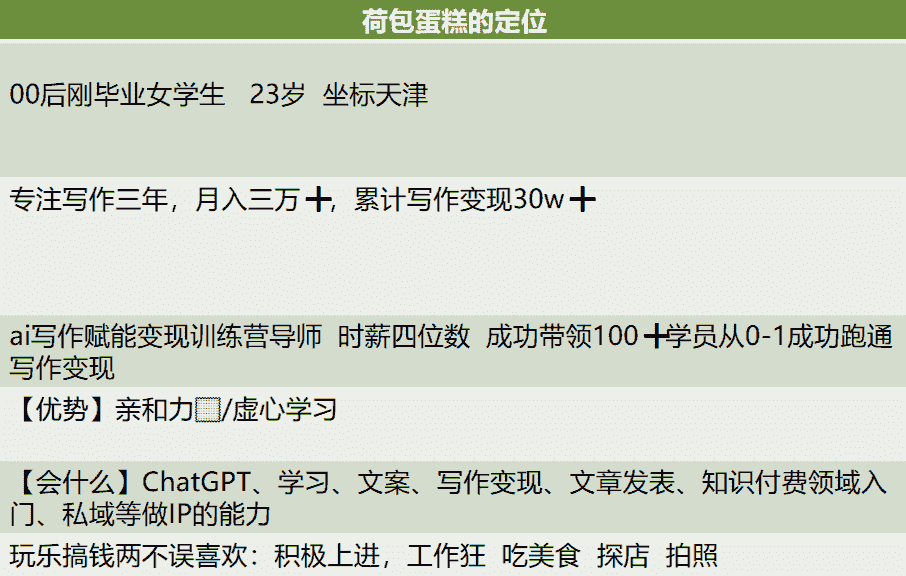 荷包蛋糕的定位
00后刚毕业女学生 23岁 坐标天津
专注写作三年，月入三万➕，累计写作变现30w➕
ai写作赋能变现训练营导师 时薪四位数 成功带领100➕学员从0-1成功跑通
写作变现
【优势】亲和力/虚心学习
【会什么】ChatGPT、学习、文案、写作变现、文章发表、知识付费领域入
门、私域等做IP的能力
玩乐搞钱两不误喜欢：积极上进，工作狂 吃美食 探店 拍照